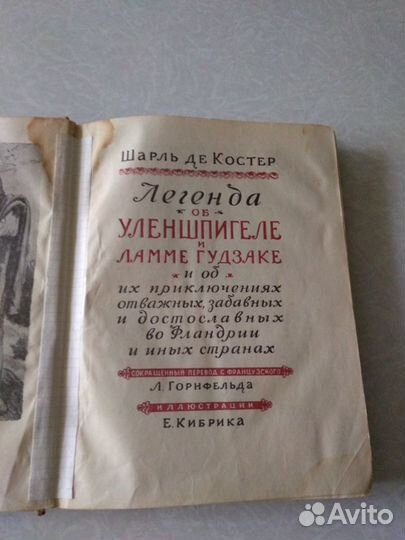 Шарль де Костер
Легенда
об
Уленшпигеле
и
Ламме Гудзаке
и об
их приключениях
отважных, забавных
и достославных
во Фландрии
и иных странах
сокращенный перевод с французского
Л. Горнфельда
иллюстрации
Е. Кибрика
Avito